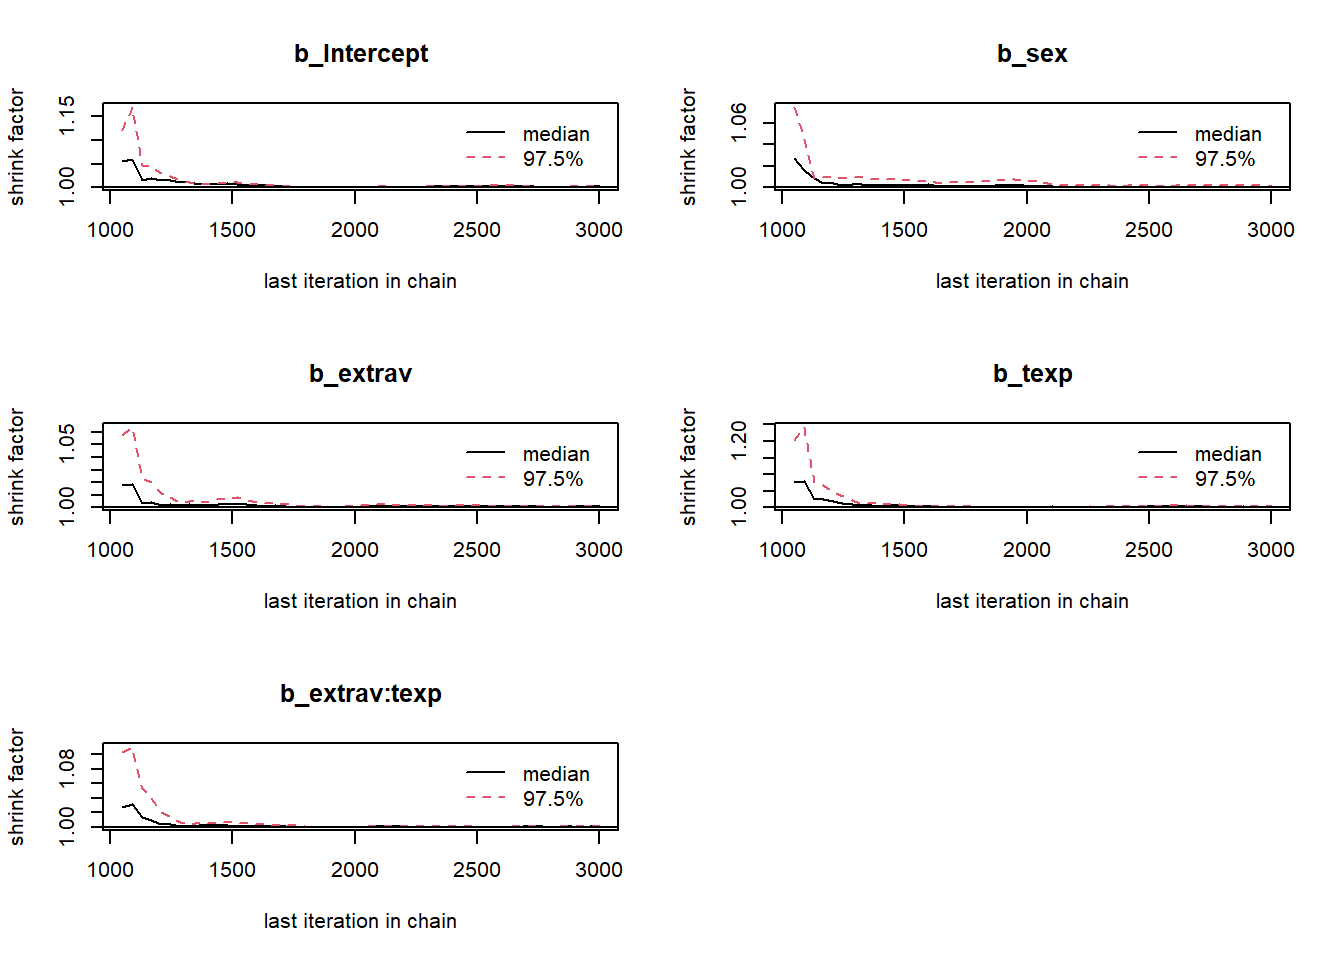 b_Intercept
shrink factor
1.00
1.15
median
97.5%
1000 1500 2000 2500 3000
last iteration in chain
b_sex
shrink factor
1.00
1.06
median
97.5%
1000 1500 2000 2500 3000
last iteration in chain
b_extrav
shrink factor
1.00
1.05
median
97.5%
1000 1500 2000 2500 3000
last iteration in chain
b_texp
shrink factor
1.00
1.20
median
97.5%
1000 1500 2000 2500 3000
last iteration in chain
b_extrav:texp
shrink factor
1.00
1.08
median
97.5%
1000 1500 2000 2500 3000
last iteration in chain